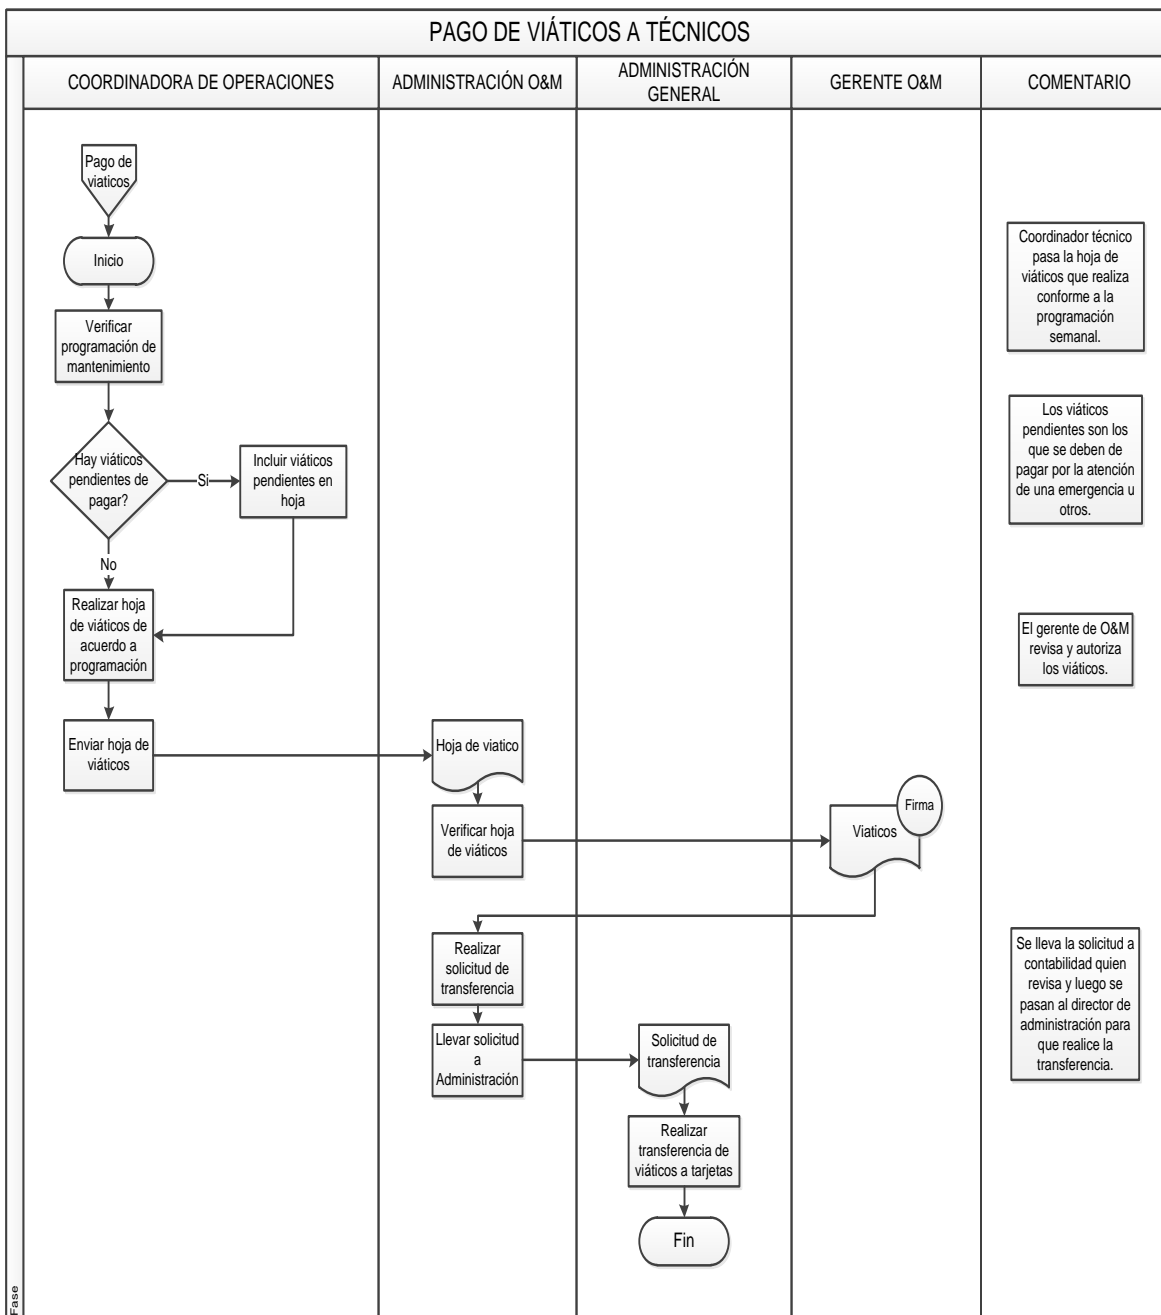 PAGO DE VIÁTICOS A TÉCNICOS
COORDINADORA DE OPERACIONES
ADMINISTRACIÓN O&M
ADMINISTRACIÓN
GENERAL
GERENTE O&M
COMENTARIO
Pago de
viaticos
Inicio
Verificar
programación de
mantenimiento
Hay viáticos
pendientes de
pagar?
Si
Incluir viáticos
pendientes en
hoja
No
Realizar hoja
de viáticos de
acuerdo a
programación
Enviar hoja de
viáticos
Hoja de viatico
Verificar hoja
de viáticos
Firma
Viaticos
Realizar
solicitud de
transferencia
Llevar solicitud
a
Administración
Solicitud de
transferencia
Realizar
transferencia de
viáticos a tarjetas
Fin
Coordinador técnico
pasa la hoja de
viáticos que realiza
conforme a la
programación
semanal.
Los viáticos
pendientes son los
que se deben de
pagar por la atención
de una emergencia u
otros.
El gerente de O&M
revisa y autoriza
los viáticos.
Se lleva la solicitud a
contabilidad quien
revisa y luego se
pasan al director de
administración para
que realice la
transferencia.
Fase